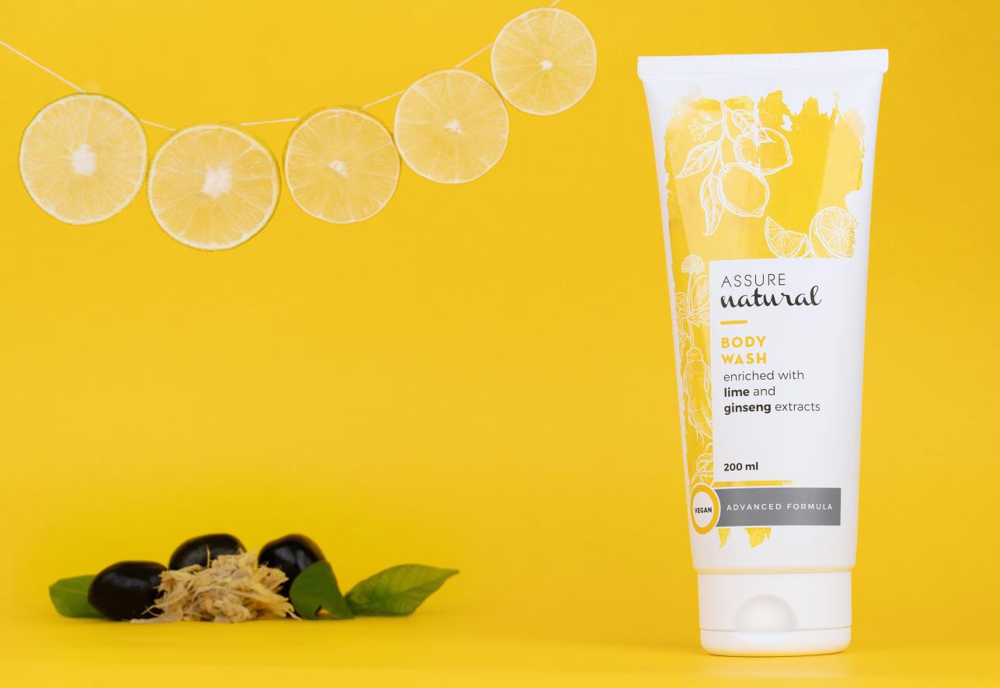 ASSURE
natural
BODY
WASH
enriched with
lime and
ginseng extracts
200 ml
VEGAN
ADVANCED FORMULA